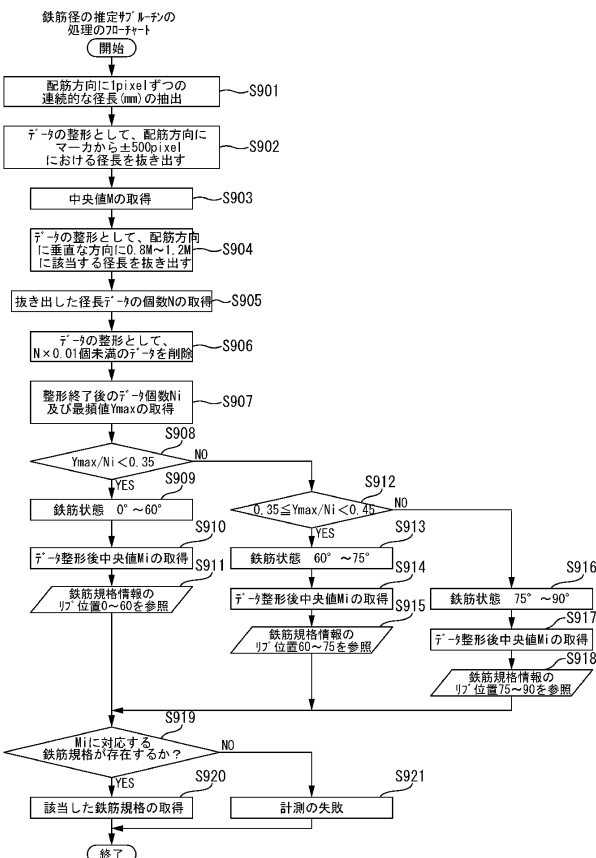 鉄筋径の推定サブルーチンの
処理のフローチャート
開始
配筋方向に1pixelずつの
連続的な径長(mm)の抽出
S901
データの整形として、配筋方向に
マーカから±500pixel
における径長を抜き出す
S902
中央値Mの取得
S903
データの整形として、配筋方向
に垂直な方向に0.8M～1.2M
に該当する径長を抜き出す
S904
抜き出した径長データの個数Nの取得
S905
データの整形として、
N×0.01個未満のデータを削除
S906
整形終了後のデータ個数Ni
及び最頻値Ymaxの取得
S907
S908
Ymax/Ni＜0.35
NO
YES
S909
鉄筋状態 0°～60°
S910
データ整形後中央値Miの取得
S911
鉄筋規格情報の
リブ位置0～60を参照
S912
0.35≦Ymax/Ni＜0.45
NO
YES
S913
鉄筋状態 60°～75°
S914
データ整形後中央値Miの取得
S915
鉄筋規格情報の
リブ位置60～75を参照
S916
鉄筋状態 75°～90°
S917
データ整形後中央値Miの取得
S918
鉄筋規格情報の
リブ位置75～90を参照
S919
Miに対応する
鉄筋規格が存在するか？
NO
YES
S920
該当した鉄筋規格の取得
S921
計測の失敗
終了